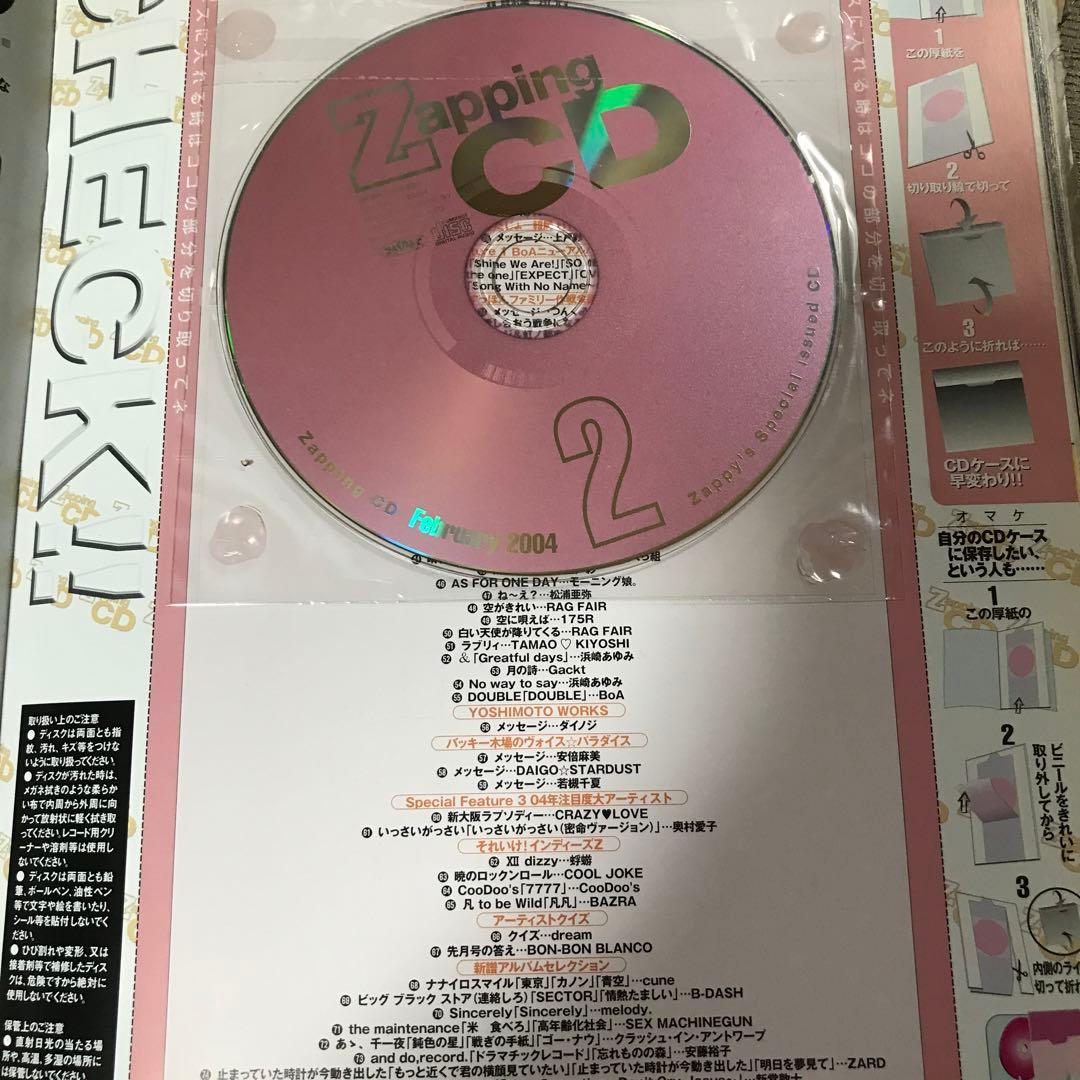 CHECK!!
Zapping CD
2
Zapping CD February 2004
Zappy's Special issued CD
COMPACT disc DIGITAL AUDIO
メッセージ…上戸
BoAニューア
「Shine We Are!」「SO
the one」「EXPECT」「
Song With No Name~
ファミリー
メッセージ…つんく
おう戦争に
㊻ AS FOR ONE DAY…モーニング娘。
㊼ ね~え?…松浦亜弥
㊽ 空がきれい…RAG FAIR
㊾ 空に唄えば…175R
㊿ 白い天使が降りてくる…RAG FAIR
51 ラブリィ…TAMAO ♡ KIYOSHI
52 &「Greatful days」…浜崎あゆみ
53 月の詩…Gackt
54 No way to say…浜崎あゆみ
55 DOUBLE「DOUBLE」…BoA
YOSHIMOTO WORKS
56 メッセージ…ダイノジ
バッキー木場のヴォイス☆パラダイス
57 メッセージ…安倍麻美
58 メッセージ…DAIGO☆STARDUST
59 メッセージ…若槻千夏
Special Feature 3 04年注目度大アーティスト
60 新大阪ラプソディー…CRAZY♥LOVE
61 いっさいがっさい「いっさいがっさい(密命ヴァージョン)」…奥村愛子
それいけ!インディーズZ
62 XII dizzy…蜉蝣
63 暁のロックンロール…COOL JOKE
64 CooDoo's「7777」…CooDoo's
65 凡 to be Wild「凡凡」…BAZRA
アーティストクイズ
66 クイズ…dream
67 先月号の答え…BON-BON BLANCO
新譜アルバムセレクション
68 ナナイロスマイル「東京」「カノン」「青空」…cune
69 ビッグ ブラック ストア(連絡しろ)「SECTOR」「情熱たましい」…B-DASH
70 Sincerely「Sincerely」…melody.
71 the maintenance「米 食べろ」「高年齢化社会」…SEX MACHINEGUN
72 あゝ、千一夜「鈍色の星」「戦ぎの手紙」「ゴー・ナウ」…クラッシュ・イン・アントワープ
73 and do,record.「ドラマチックレコード」「忘れものの森」…安藤裕子
74 止まっていた時計が今動き出した「もっと近くで君の横顔見ていたい」「止まっていた時計が今動き出した」「明日を夢見て」…ZARD
取り扱い上のご注意
● ディスクは両面とも指
紋、汚れ、キズ等をつけな
いように取り扱ってください。
● ディスクが汚れた時は、
メガネ拭きのような柔らか
い布で内周から外周に向
かって放射状に軽く拭き取
ってください。レコード用クリ
ーナーや溶剤等は使用し
ないでください。
● ディスクは両面とも鉛
筆、ボールペン、油性ペン
等で文字や絵を書いたり、
シール等を貼付しないでく
ださい。
● ひび割れや変形、又は
接着剤等で補修したディス
クは、危険ですから絶対に
使用しないでください。
保管上のご注意
● 直射日光の当たる場
所や、高温、多湿の場所に
は保管しないでください。
1
この厚紙を
2
切り取り線で切って
3
このように折れば……
CDケースに
早変わり!!
オマケ
自分のCDケース
に保存したい、
という人も……
1
この厚紙の
2
ビニールをきれいに
取り外してから
3
内側のライ
切って折れ